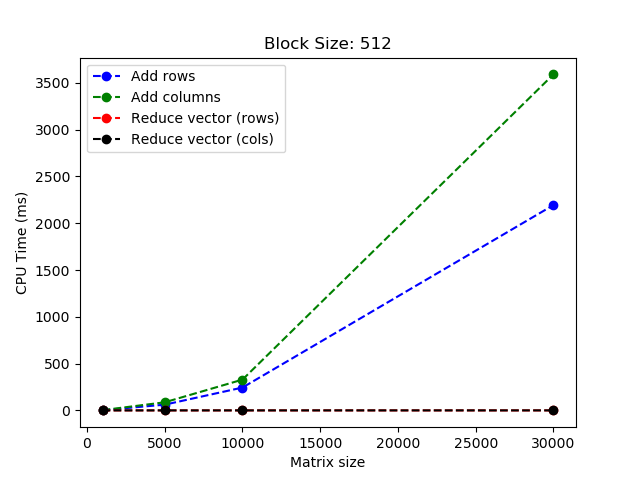 Block Size: 512
Add rows
Add columns
Reduce vector (rows)
Reduce vector (cols)
CPU Time (ms)
3500
3000
2500
2000
1500
1000
500
0
0 5000 10000 15000 20000 25000 30000
Matrix size